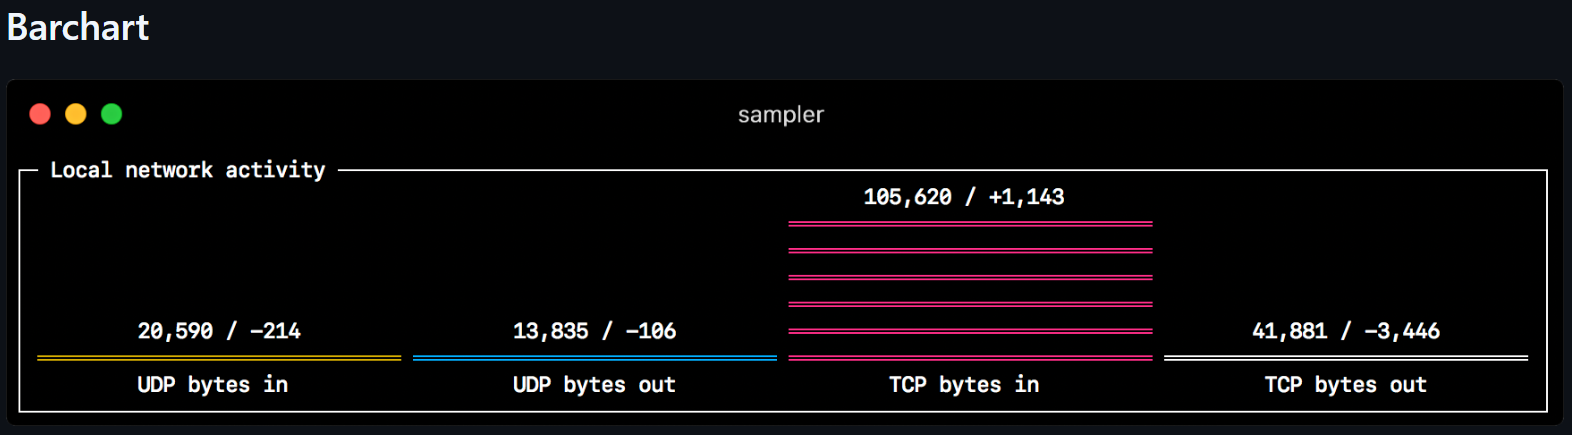 Barchart
sampler
Local network activity
105,620 / +1,143
20,590 / -214
13,835 / -106
41,881 / -3,446
UDP bytes in
UDP bytes out
TCP bytes in
TCP bytes out